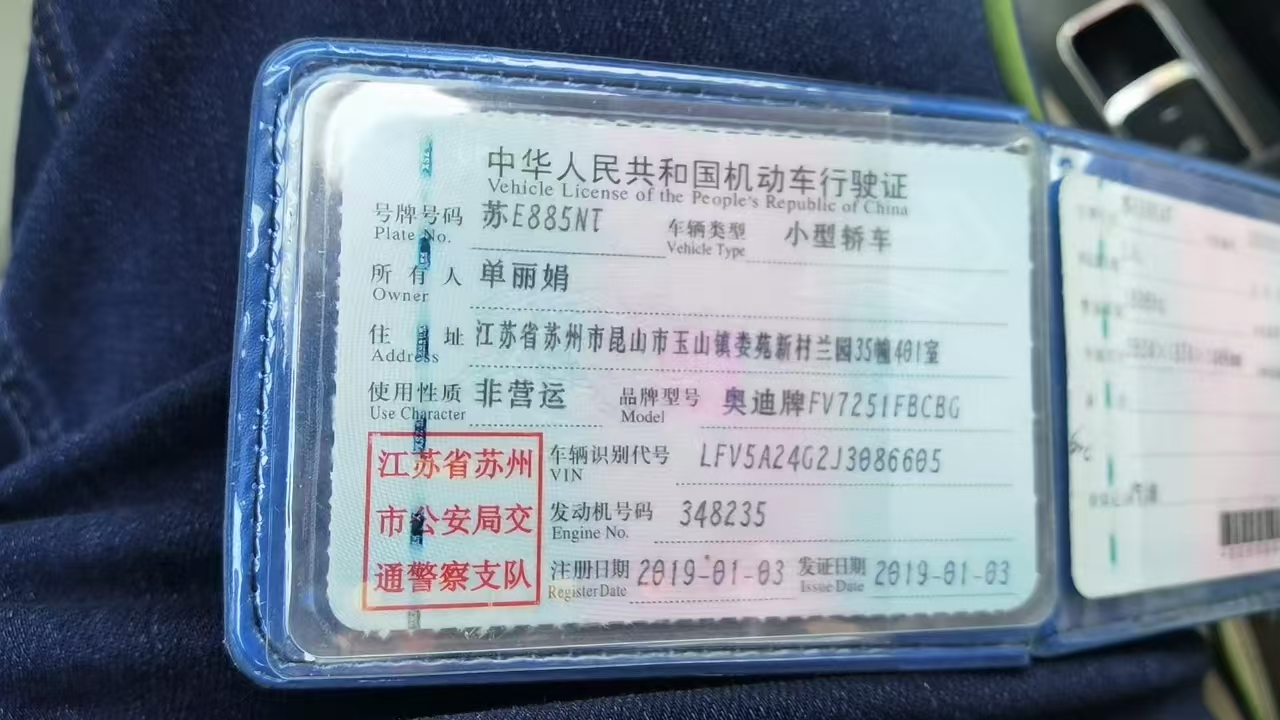 中华人民共和国机动车行驶证
Vehicle License of the People's Republic of China
号牌号码 苏E885NT 车辆类型 小型轿车
Plate No. Vehicle Type
所有人 单丽娟
Owner
住址 江苏省苏州市昆山市玉山镇娄苑新村兰园35幢401室
Address
使用性质 非营运 品牌型号 奥迪牌FV7251FBCBG
Use Character Model
江苏省苏州
市公安局交
通警察支队
车辆识别代号 LFV5A24G2J3086605
VIN
发动机号码 348235
Engine No.
注册日期 2019-01-03 发证日期 2019-01-03
Register Date Issue Date